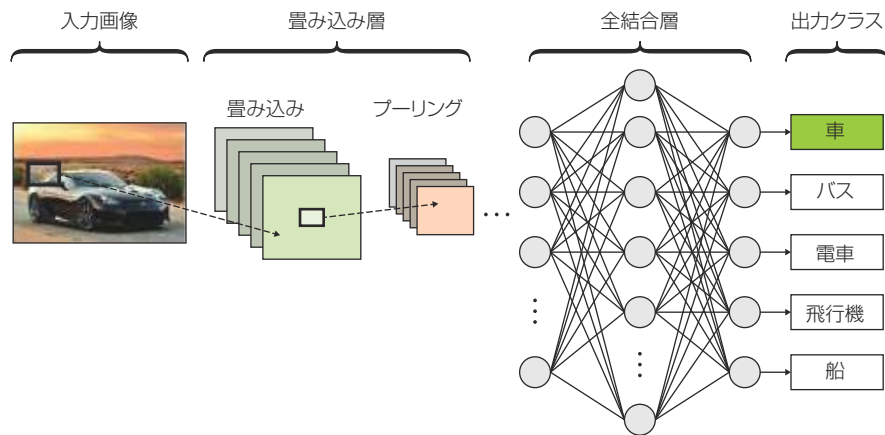 入力画像
畳み込み層
全結合層
出力クラス
畳み込み
プーリング
車
バス
電車
飛行機
船